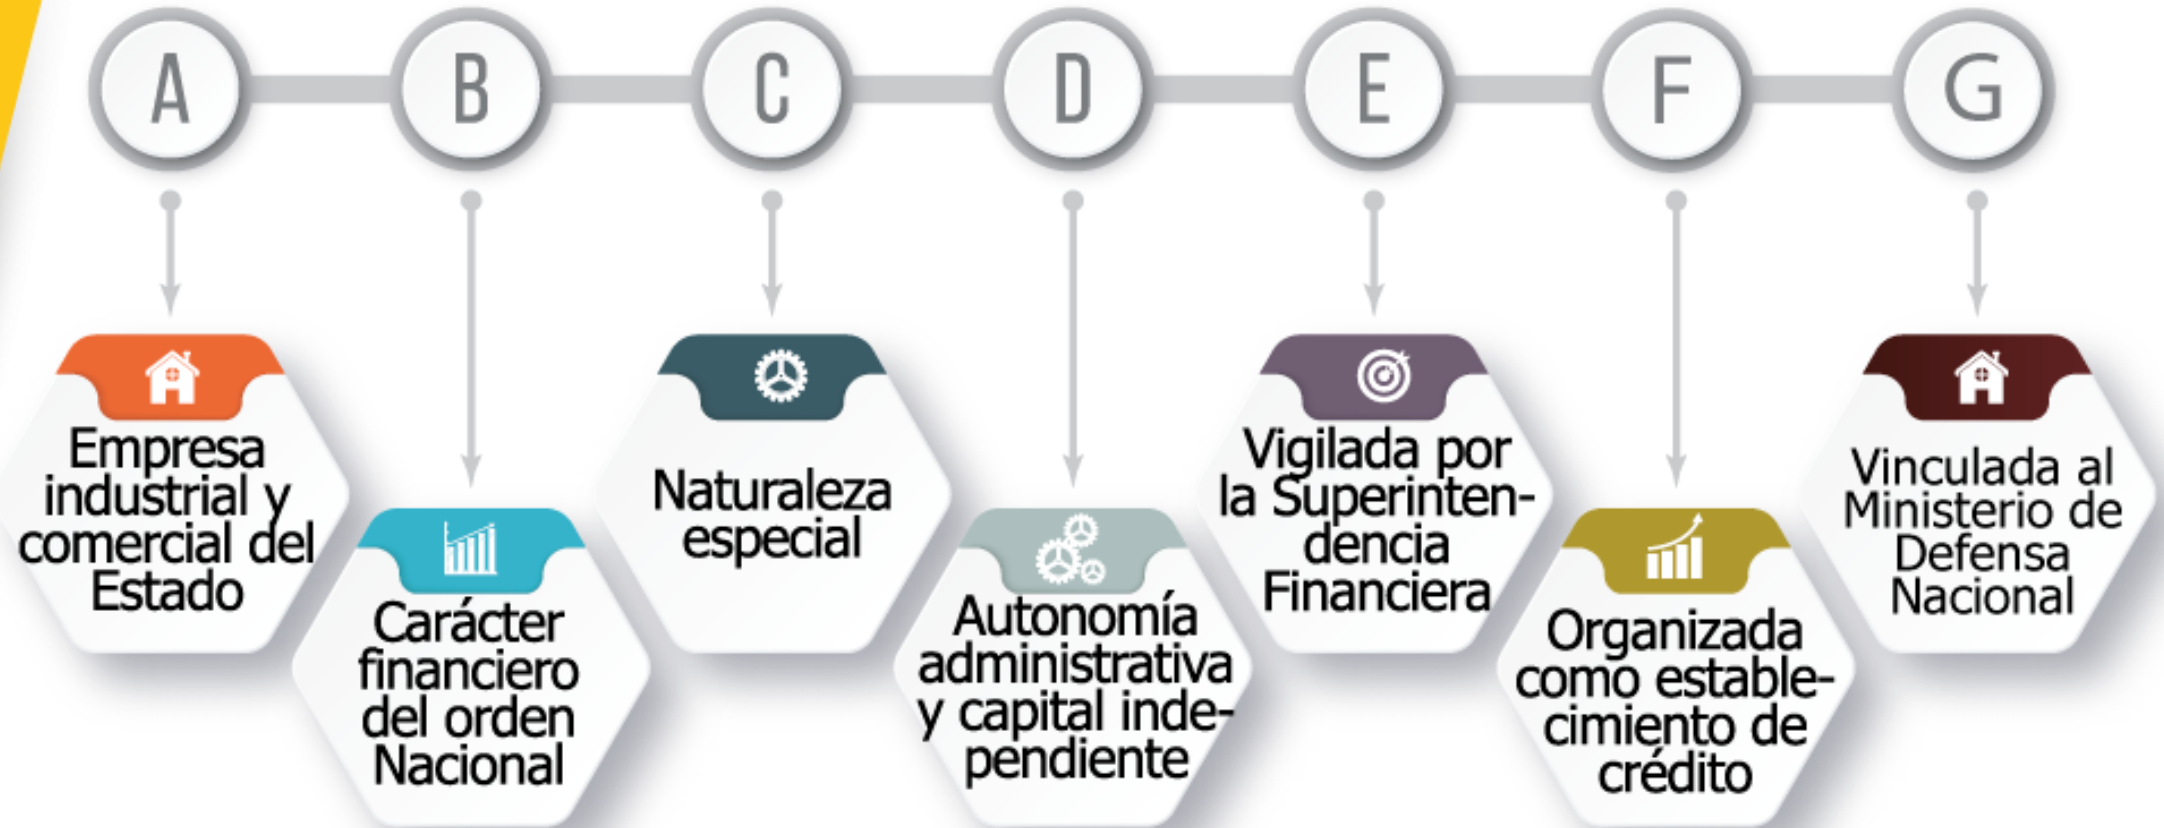 A
B
C
D
E
F
G
Empresa
industrial y
comercial del
Estado
Carácter
financiero
del orden
Nacional
Naturaleza
especial
Autonomía
administrativa
y capital inde-
pendiente
Vigilada por
la Superinten-
dencia
Financiera
Organizada
como estable-
cimiento de
crédito
Vinculada al
Ministerio de
Defensa
Nacional